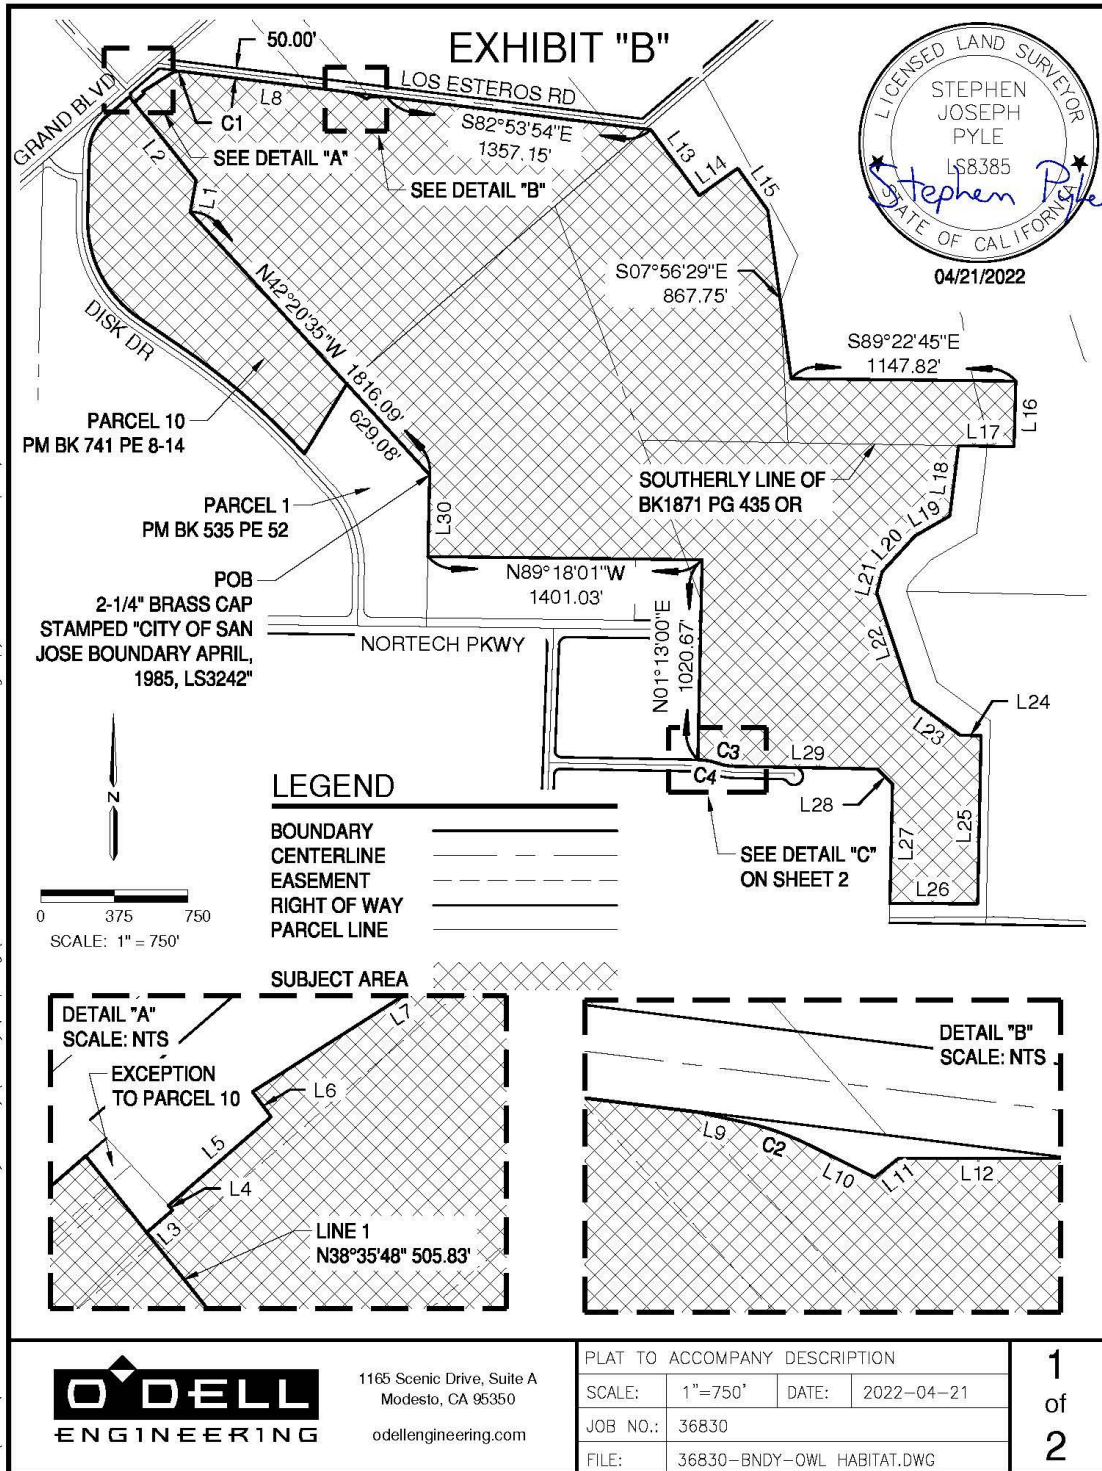 EXHIBIT "B"
50.00'
GRAND BLVD
LOS ESTEROS RD
L8
C1
L2
SEE DETAIL "A"
S82°53'54"E
1357.15'
SEE DETAIL "B"
L1
L13
L14
L15
LICENSED LAND SURVEYOR
STEPHEN
JOSEPH
PYLE
LS8385
Stephen Pyle
STATE OF CALIFORNIA
04/21/2022
S07°56'29"E
867.75'
N42°20'35"W 1816.09'
629.08'
DISK DR
S89°22'45"E
1147.82'
L16
L17
PARCEL 10
PM BK 741 PE 8-14
SOUTHERLY LINE OF
BK1871 PG 435 OR
L18
L19
L20
L21
L22
PARCEL 1
PM BK 535 PE 52
L30
POB
2-1/4" BRASS CAP
STAMPED "CITY OF SAN
JOSE BOUNDARY APRIL,
1985, LS3242"
N89°18'01"W
1401.03'
NORTECH PKWY
N01°13'00"E
1020.67'
L23
L24
C3
C4
L29
L28
L27
L25
L26
SEE DETAIL "C"
ON SHEET 2
N
0 375 750
SCALE: 1" = 750'
LEGEND
BOUNDARY
CENTERLINE
EASEMENT
RIGHT OF WAY
PARCEL LINE
SUBJECT AREA
DETAIL "A"
SCALE: NTS
EXCEPTION
TO PARCEL 10
L7
L6
L5
L4
L3
LINE 1
N38°35'48" 505.83'
DETAIL "B"
SCALE: NTS
L9
C2
L10
L11
L12
O'DELL
ENGINEERING
1165 Scenic Drive, Suite A
Modesto, CA 95350
odellengineering.com
PLAT TO ACCOMPANY DESCRIPTION
SCALE: 1"=750' DATE: 2022-04-21
JOB NO.: 36830
FILE: 36830-BNDY-OWL HABITAT.DWG
1
of
2